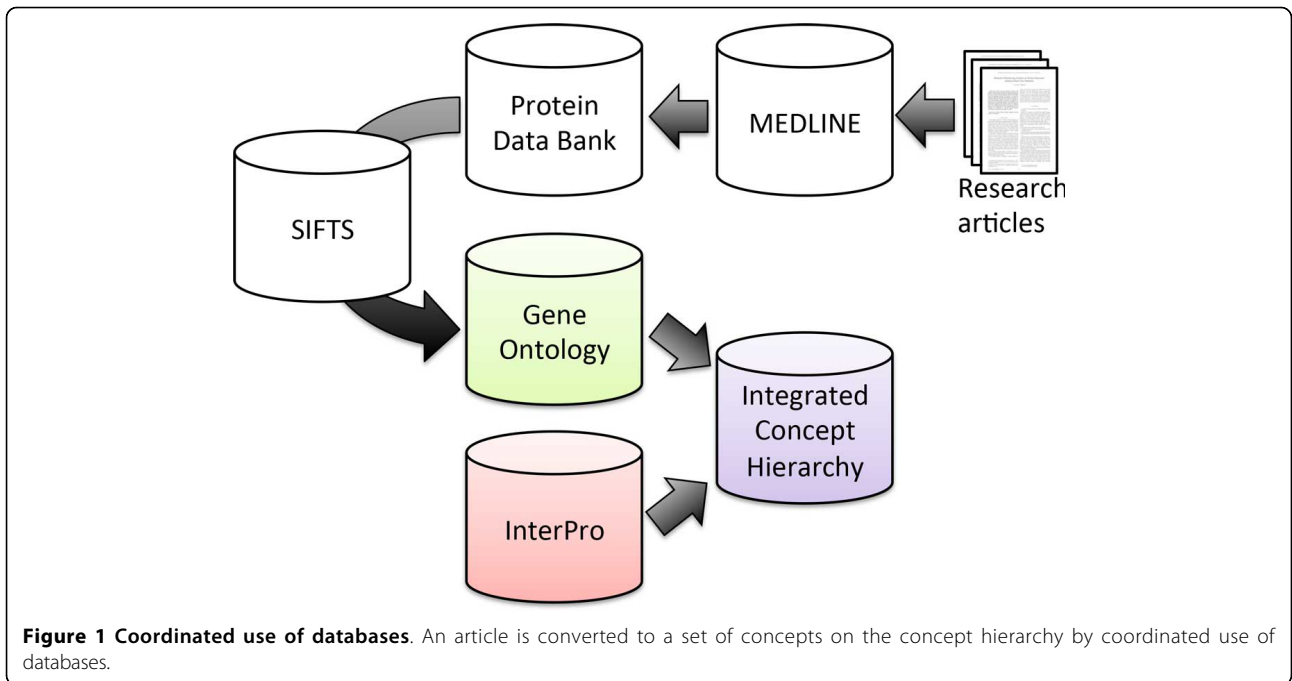 Protein
Data Bank
MEDLINE
Research
articles
SIFTS
Gene
Ontology
Integrated
Concept
Hierarchy
InterPro
Figure 1 Coordinated use of databases. An article is converted to a set of concepts on the concept hierarchy by coordinated use of
databases.